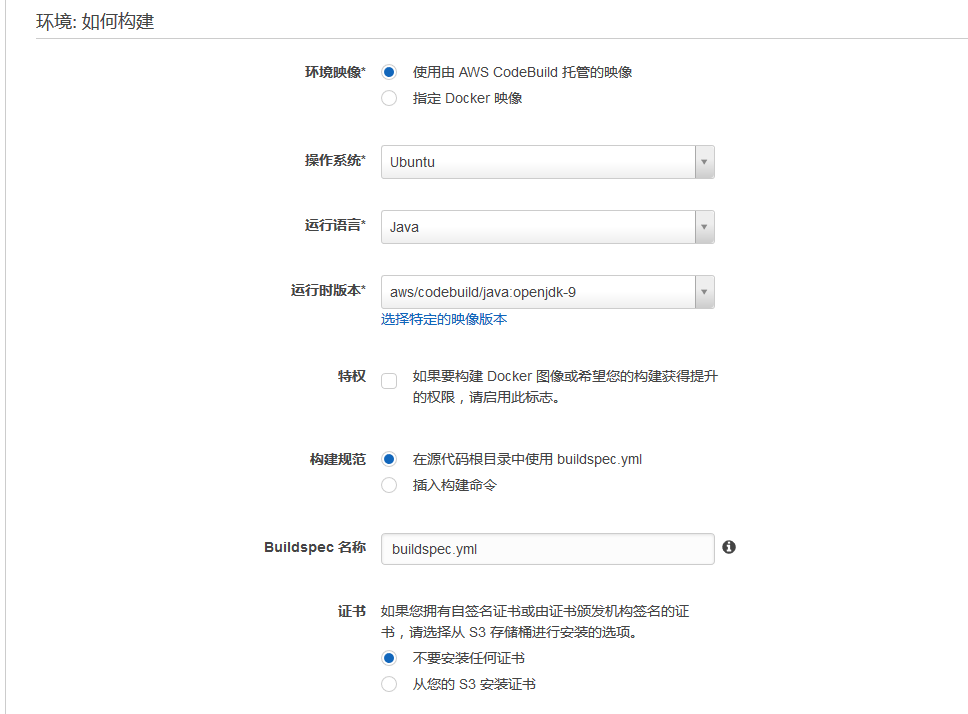 环境: 如何构建
环境映像*
使用由 AWS CodeBuild 托管的映像
指定 Docker 映像
操作系统*
Ubuntu
运行语言*
Java
运行时版本*
aws/codebuild/java:openjdk-9
选择特定的映像版本
特权
如果要构建 Docker 图像或希望您的构建获得提升
的权限，请启用此标志。
构建规范
在源代码根目录中使用 buildspec.yml
插入构建命令
Buildspec 名称
buildspec.yml
证书
如果您拥有自签名证书或由证书颁发机构签名的证
书，请选择从 S3 存储桶进行安装的选项。
不要安装任何证书
从您的 S3 安装证书